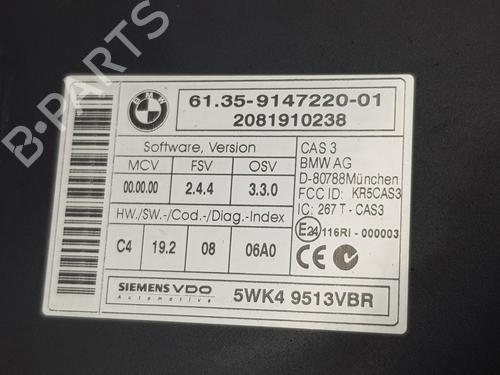 B-PARTS
BMW
61.35-9147220-01
2081910238
Software, Version
MCV FSV OSV
00.00.00 2.4.4 3.3.0
HW./SW.-/Cod.-/Diag.-Index
C4 19.2 08 06A0
CAS 3
BMW AG
D-80788München
FCC ID: KR5CAS3
IC: 267 T - CAS3
E24 116RI - 000003
CE
SIEMENS VDO
Automotive
5WK4 9513VBR